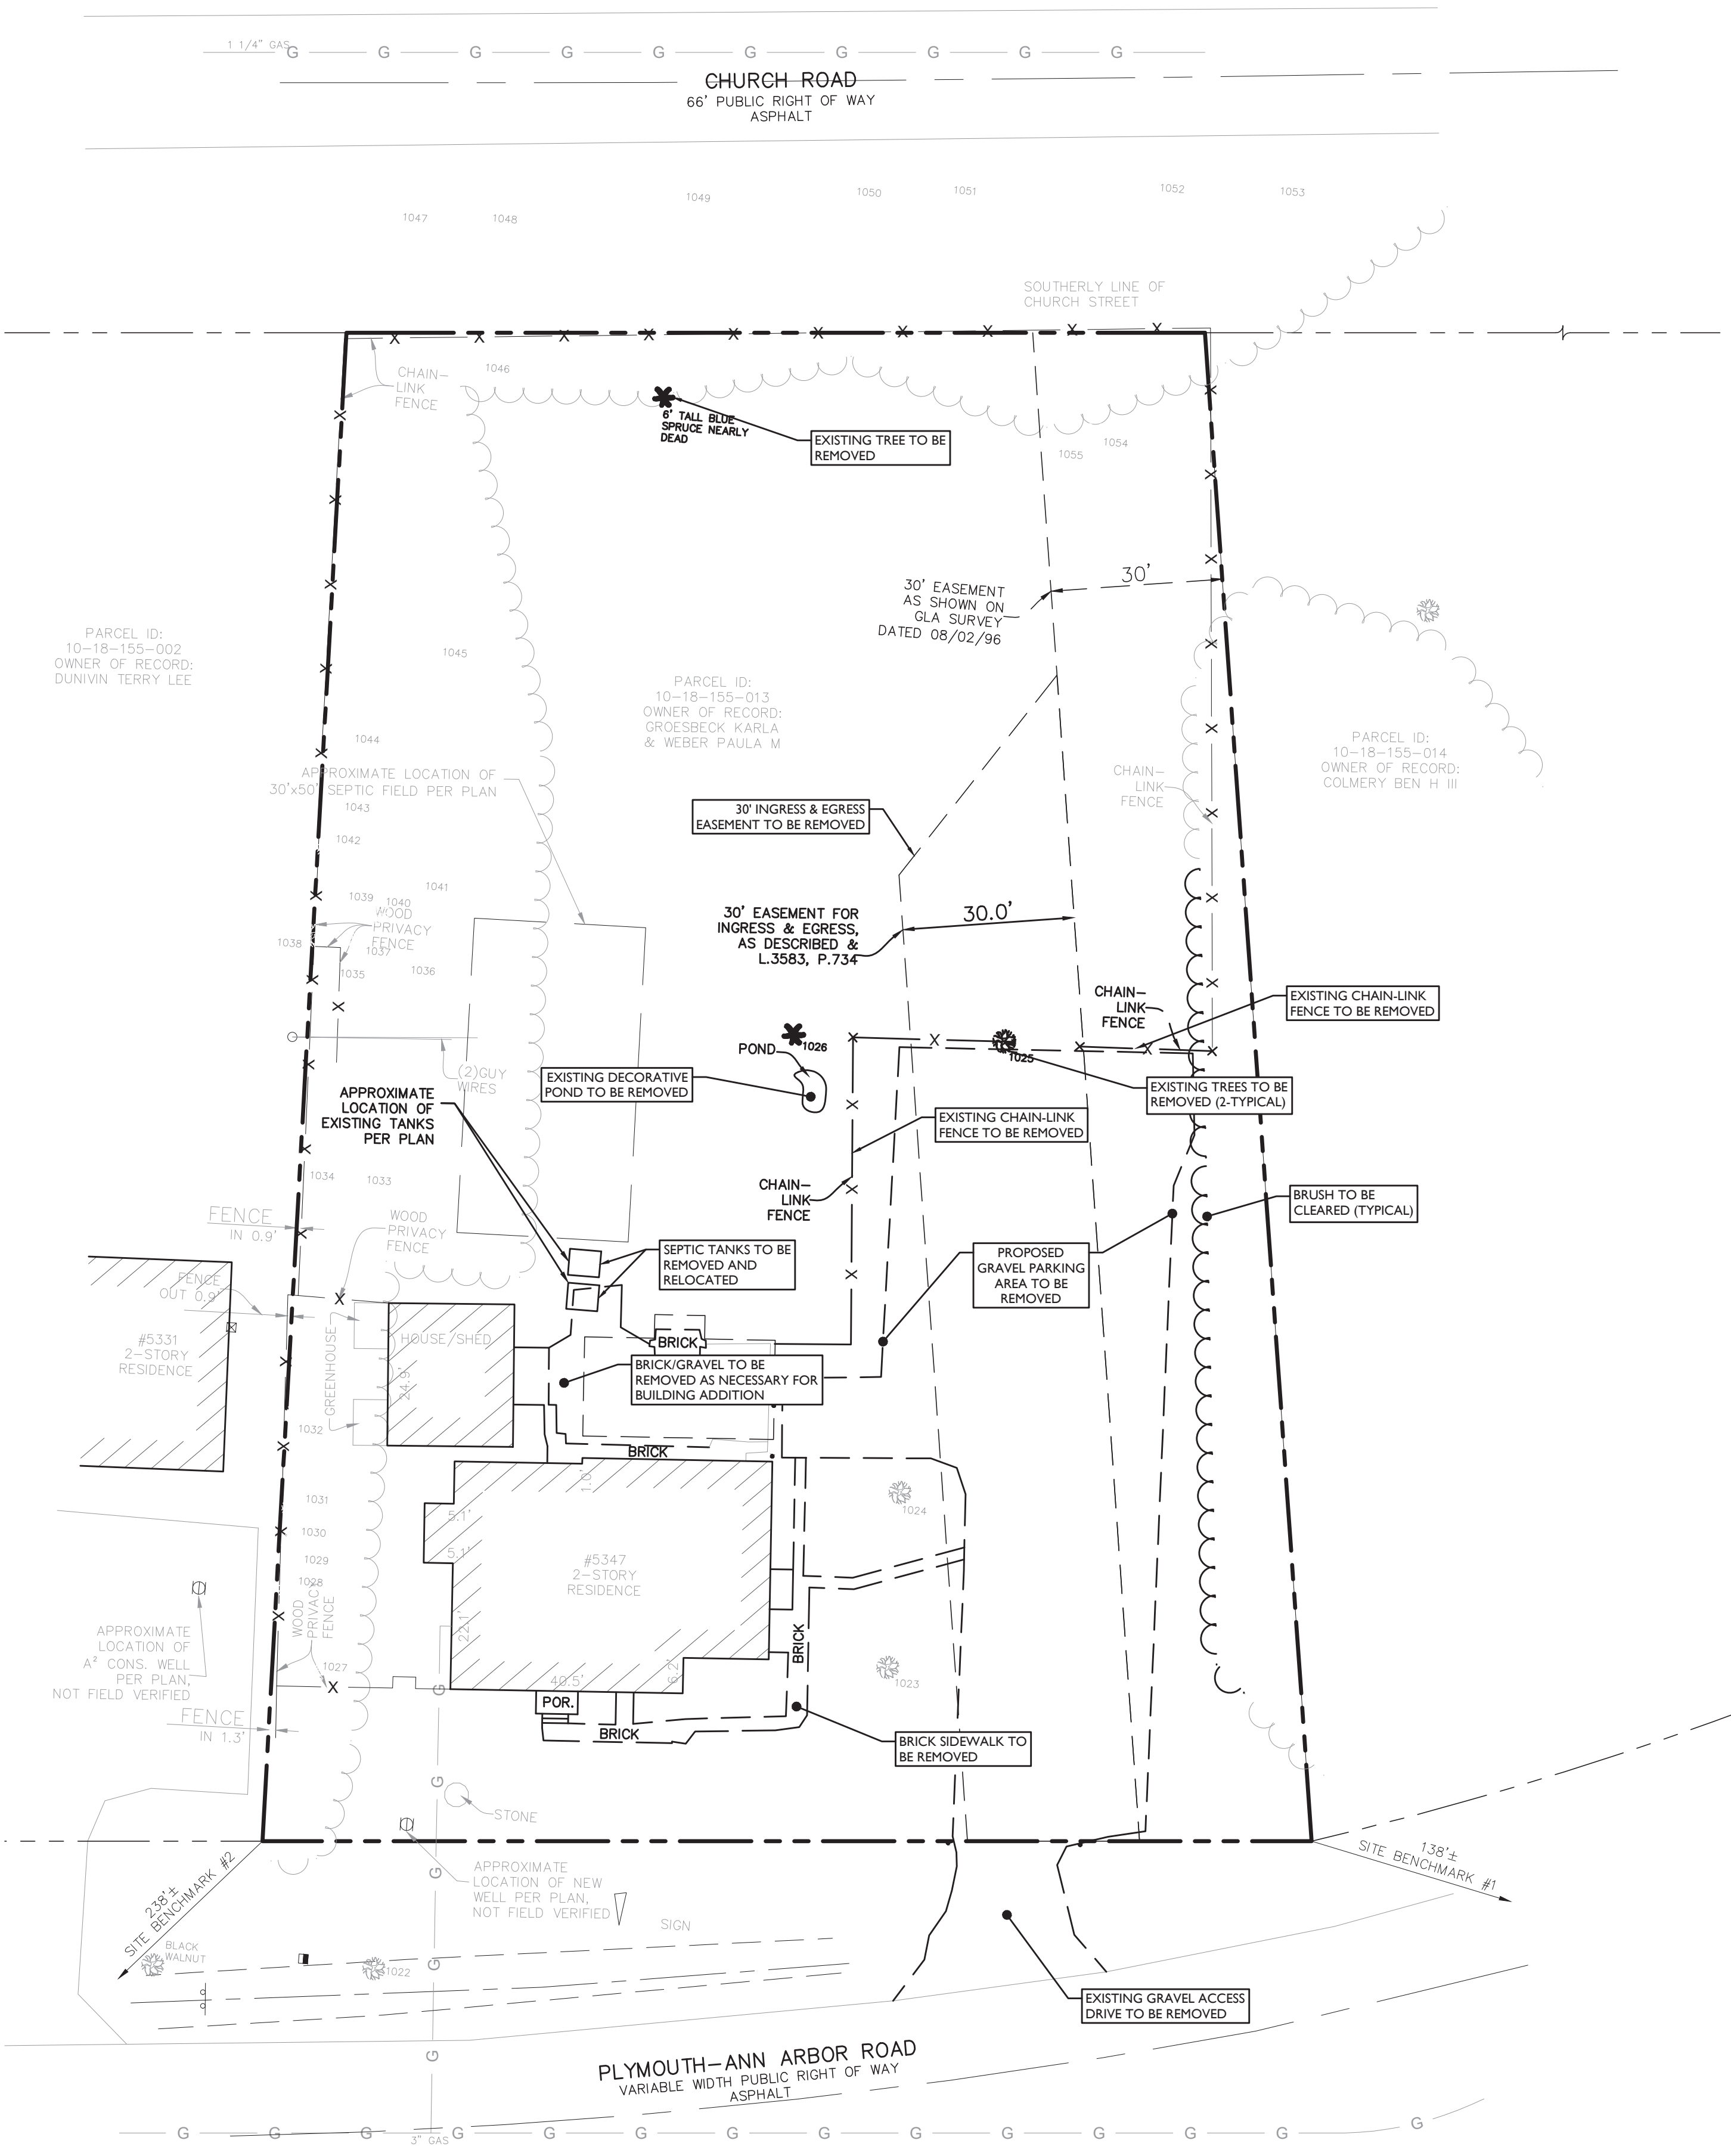 1 1/4" GAS
G G G G G G G G G G
CHURCH ROAD
66' PUBLIC RIGHT OF WAY
ASPHALT
1047
1048
1049
1050
1051
1052
1053
SOUTHERLY LINE OF
CHURCH STREET
1046
CHAIN-
LINK
FENCE
6' TALL BLUE
SPRUCE NEARLY
DEAD
EXISTING TREE TO BE
REMOVED
1054
1055
30'
30' EASEMENT
AS SHOWN ON
GLA SURVEY
DATED 08/02/96
PARCEL ID:
10-18-155-002
OWNER OF RECORD:
DUNIVIN TERRY LEE
1045
PARCEL ID:
10-18-155-013
OWNER OF RECORD:
GROESBECK KARLA
& WEBER PAULA M
PARCEL ID:
10-18-155-014
OWNER OF RECORD:
COLMERY BEN H III
1044
APPROXIMATE LOCATION OF
30'x50' SEPTIC FIELD PER PLAN
1043
1042
CHAIN-
LINK
FENCE
30' INGRESS & EGRESS
EASEMENT TO BE REMOVED
1041
1039
1040
WOOD
PRIVACY
FENCE
1038
1037
1035
1036
30' EASEMENT FOR
INGRESS & EGRESS,
AS DESCRIBED &
L.3583, P.734
30.0'
CHAIN-
LINK
FENCE
EXISTING CHAIN-LINK
FENCE TO BE REMOVED
1026
1025
POND
(2)GUY
WIRES
EXISTING DECORATIVE
POND TO BE REMOVED
EXISTING TREES TO BE
REMOVED (2-TYPICAL)
APPROXIMATE
LOCATION OF
EXISTING TANKS
PER PLAN
EXISTING CHAIN-LINK
FENCE TO BE REMOVED
1034
1033
CHAIN-
LINK
FENCE
BRUSH TO BE
CLEARED (TYPICAL)
FENCE
IN 0.9'
WOOD
PRIVACY
FENCE
SEPTIC TANKS TO BE
REMOVED AND
RELOCATED
PROPOSED
GRAVEL PARKING
AREA TO BE
REMOVED
FENCE
OUT 0.9'
#5331
2-STORY
RESIDENCE
GREENHOUSE
HOUSE/SHED
24.9'
BRICK
BRICK/GRAVEL TO BE
REMOVED AS NECESSARY FOR
BUILDING ADDITION
1032
BRICK
1.0'
1031
1030
1029
1028
5.1'
5.1'
1024
#5347
2-STORY
RESIDENCE
WOOD
PRIVACY
FENCE
22.1'
BRICK
APPROXIMATE
LOCATION OF
A² CONS. WELL
PER PLAN,
NOT FIELD VERIFIED
1027
40.5'
6.2'
1023
G
POR.
BRICK
FENCE
IN 1.3'
BRICK SIDEWALK TO
BE REMOVED
G
STONE
238'±
SITE BENCHMARK #2
138'±
SITE BENCHMARK #1
G
APPROXIMATE
LOCATION OF NEW
WELL PER PLAN,
NOT FIELD VERIFIED
SIGN
BLACK
WALNUT
1022
G
EXISTING GRAVEL ACCESS
DRIVE TO BE REMOVED
G
PLYMOUTH-ANN ARBOR ROAD
VARIABLE WIDTH PUBLIC RIGHT OF WAY
ASPHALT
G G G G G G G G G G G G G G
3" GAS